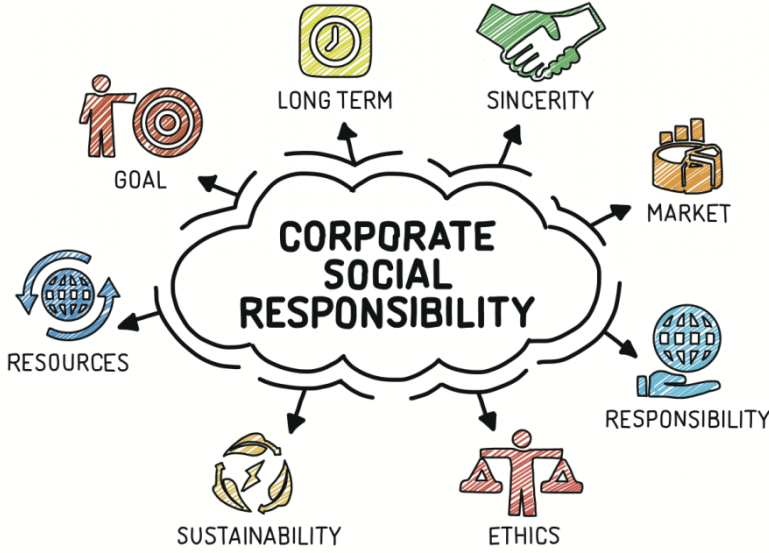 LONG TERM
SINCERITY
GOAL
MARKET
CORPORATE
SOCIAL
RESPONSIBILITY
RESOURCES
RESPONSIBILITY
SUSTAINABILITY
ETHICS